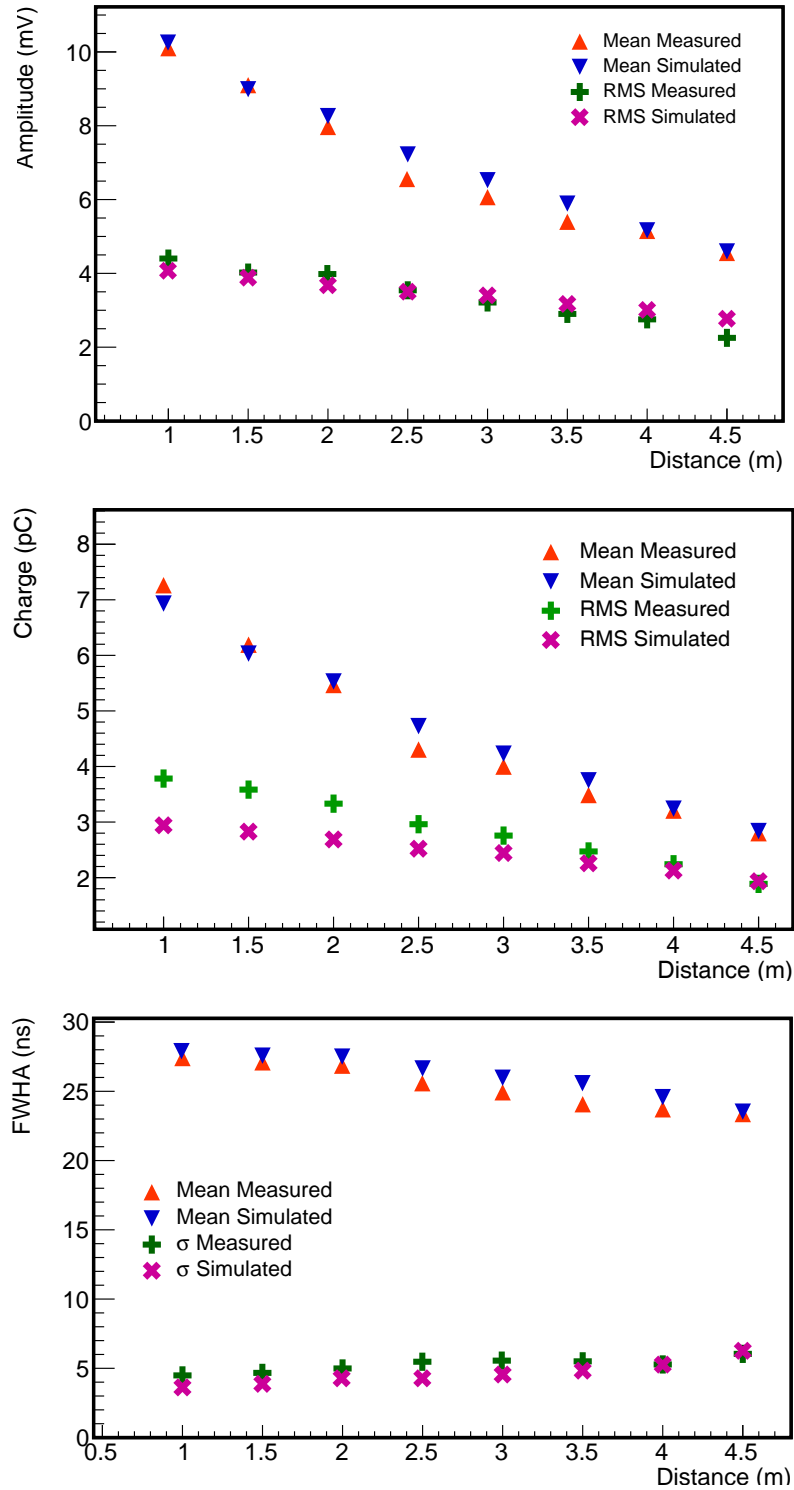 Amplitude (mV)
10
8
6
4
2
0
Mean Measured
Mean Simulated
RMS Measured
RMS Simulated
1 1.5 2 2.5 3 3.5 4 4.5
Distance (m)
Charge (pC)
8
7
6
5
4
3
2
Mean Measured
Mean Simulated
RMS Measured
RMS Simulated
1 1.5 2 2.5 3 3.5 4 4.5
Distance (m)
FWHA (ns)
30
25
20
15
10
5
0
Mean Measured
Mean Simulated
σ Measured
σ Simulated
0.5 1 1.5 2 2.5 3 3.5 4 4.5
Distance (m)